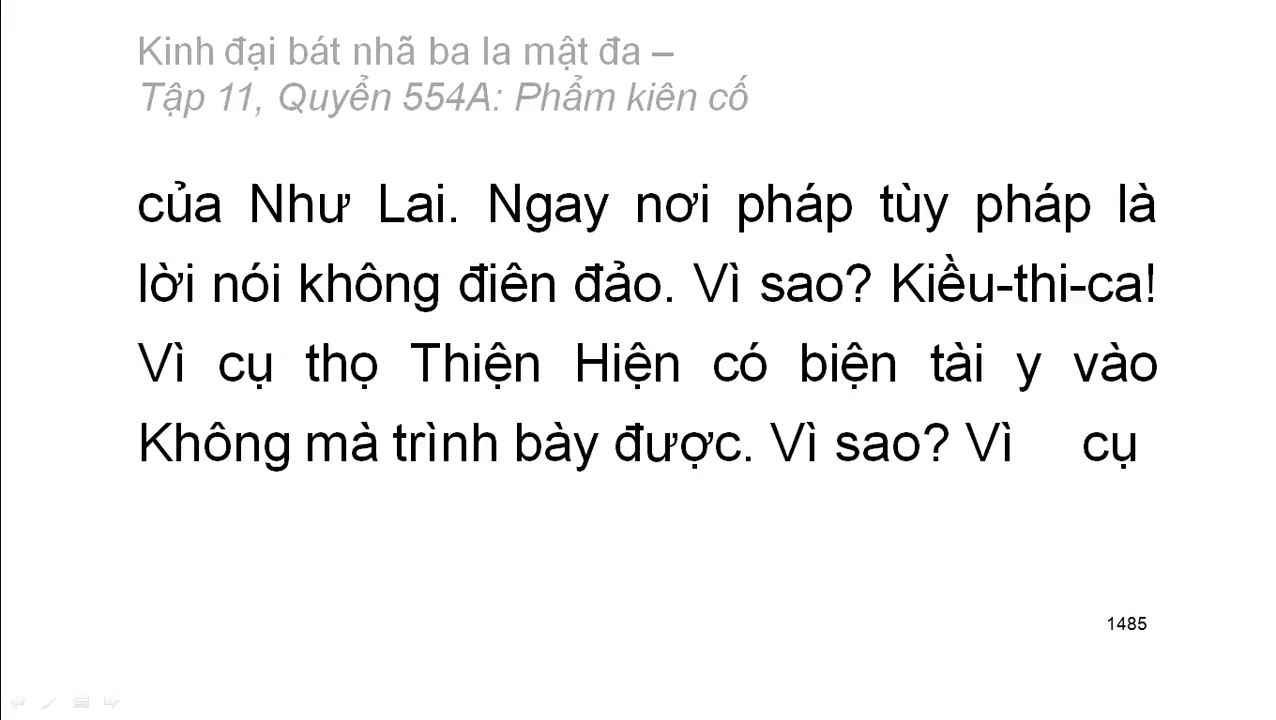 Kinh đại bát nhã ba la mật đa –
Tập 11, Quyển 554A: Phẩm kiên cố
của Như Lai. Ngay nơi pháp tùy pháp là
lời nói không điên đảo. Vì sao? Kiều-thi-ca!
Vì cụ thọ Thiện Hiện có biện tài y vào
Không mà trình bày được. Vì sao? Vì cụ
1485